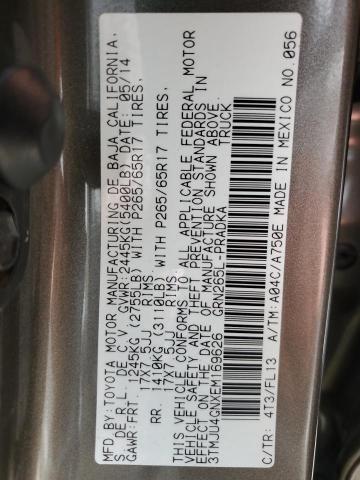 MFD. BY:
TOYOTA MOTOR MANUFACTURING DE BAJA CALIFORNIA,
S. DE R.L. DE C.V. GVWR:2445KG(5400LB) DATE: 05/14
GAWR:FRT. 1245KG (2755LB) WITH P265/65R17 TIRES,
17X7.5JJ RIMS,
RR. 1410KG (3110LB) WITH P265/65R17 TIRES,
17X7.5JJ RIMS.
THIS VEHICLE CONFORMS TO ALL APPLICABLE FEDERAL MOTOR
VEHICLE SAFETY AND THEFT PREVENTION STANDARDS IN
EFFECT ON THE DATE OF MANUFACTURE SHOWN ABOVE.
3TMJU4GNXEM169626 GRN265L-PRADKA TRUCK
C/TR: 4T3/FL13 A/TM:A04C/A750E MADE IN MEXICO NO.056